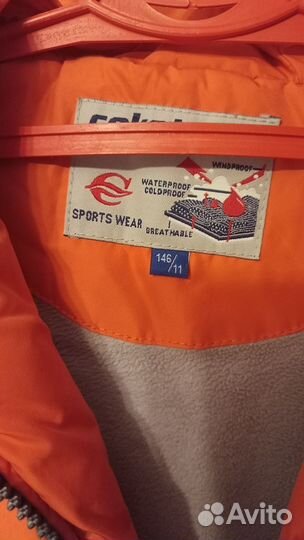 WINDPROOF
WATERPROOF
COLDPROOF
SPORTS WEAR
BREATHABLE
146/11
Avito